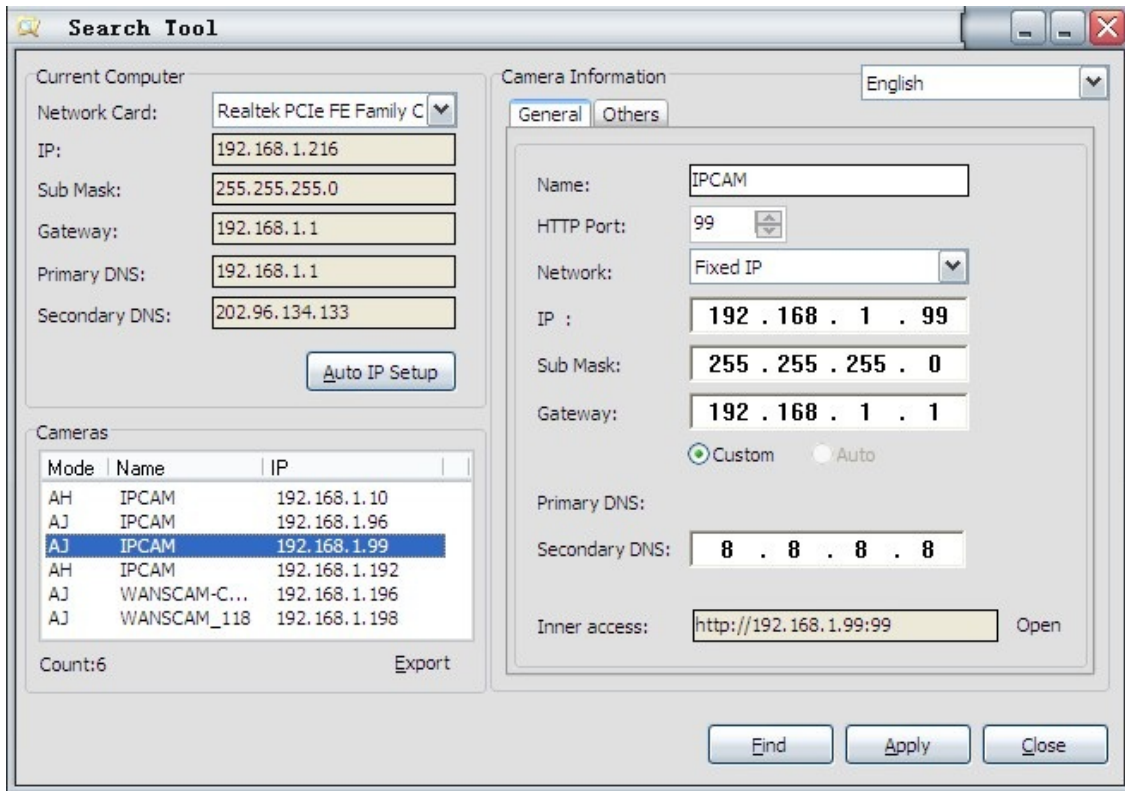 Search Tool
Current Computer
Network Card: Realtek PCIe FE Family C
IP: 192.168.1.216
Sub Mask: 255.255.255.0
Gateway: 192.168.1.1
Primary DNS: 192.168.1.1
Secondary DNS: 202.96.134.133
Auto IP Setup
Cameras
Mode Name IP
AH IPCAM 192.168.1.10
AJ IPCAM 192.168.1.96
AJ IPCAM 192.168.1.99
AH IPCAM 192.168.1.192
AJ WANSCAM-C... 192.168.1.196
AJ WANSCAM_118 192.168.1.198
Count:6 Export
Camera Information English
General Others
Name: IPCAM
HTTP Port: 99
Network: Fixed IP
IP : 192 . 168 . 1 . 99
Sub Mask: 255 . 255 . 255 . 0
Gateway: 192 . 168 . 1 . 1
Custom Auto
Primary DNS:
Secondary DNS: 8 . 8 . 8 . 8
Inner access: http://192.168.1.99:99 Open
Find Apply Close